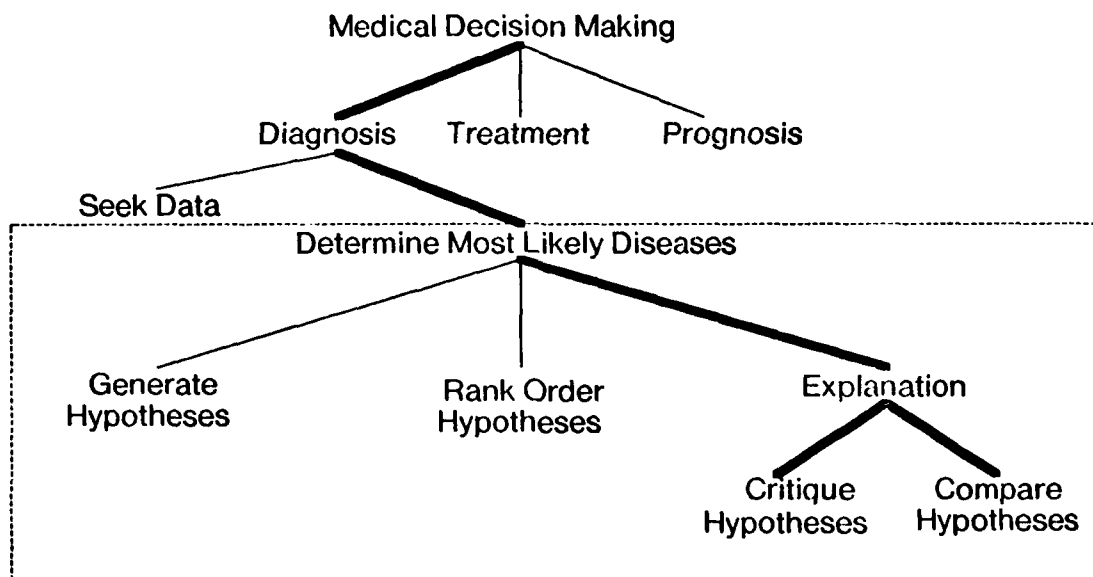 Medical Decision Making
Diagnosis Treatment Prognosis
Seek Data
Determine Most Likely Diseases
Generate
Hypotheses
Rank Order
Hypotheses
Explanation
Critique
Hypotheses
Compare
Hypotheses